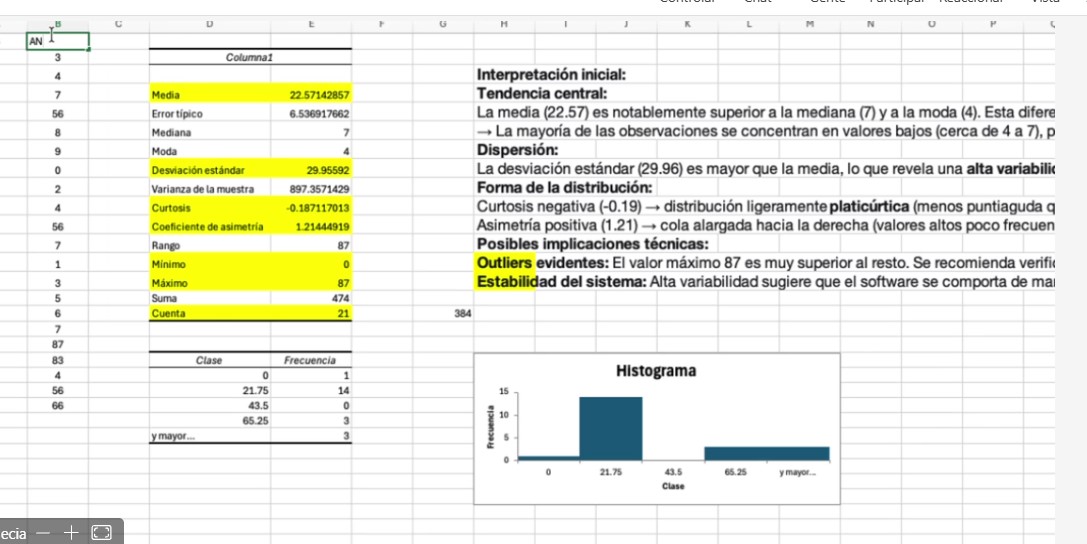 Controlar Chat Gente Participar Reaccionar Vista
B C D E F G H I J K L M N O P
AN
3 Columna1
4 Interpretación inicial:
7 Media 22.57142857 Tendencia central:
56 Error típico 6.536917662 La media (22.57) es notablemente superior a la mediana (7) y a la moda (4). Esta difere
8 Mediana 7 → La mayoría de las observaciones se concentran en valores bajos (cerca de 4 a 7), p
9 Moda 4 Dispersión:
0 Desviación estándar 29.95592 La desviación estándar (29.96) es mayor que la media, lo que revela una alta variabili
2 Varianza de la muestra 897.3571429 Forma de la distribución:
4 Curtosis -0.187117013 Curtosis negativa (-0.19) → distribución ligeramente platicúrtica (menos puntiaguda q
56 Coeficiente de asimetría 1.21444919 Asimetría positiva (1.21) → cola alargada hacia la derecha (valores altos poco frecuen
7 Rango 87 Posibles implicaciones técnicas:
1 Mínimo 0 Outliers evidentes: El valor máximo 87 es muy superior al resto. Se recomienda verifi
3 Máximo 87 Estabilidad del sistema: Alta variabilidad sugiere que el software se comporta de ma
5 Suma 474
6 Cuenta 21 384
7
87
83 Clase Frecuencia
4 0 1
56 21.75 14
66 43.5 0
65.25 3
y mayor... 3
Histograma
Frecuencia
15
10
5
0
0 21.75 43.5 65.25 y mayor...
Clase
ecia